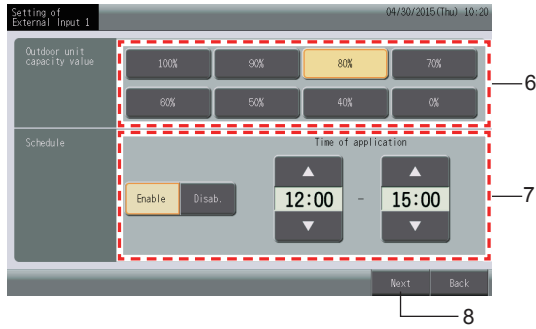 Setting of
External Input 1
04/30/2015(Thu) 10:20
Outdoor unit
capacity value
100% 90% 80% 70%
60% 50% 40% 0%
6
Schedule
Time of application
Enable Disab.
12:00 - 15:00
7
Next Back
8